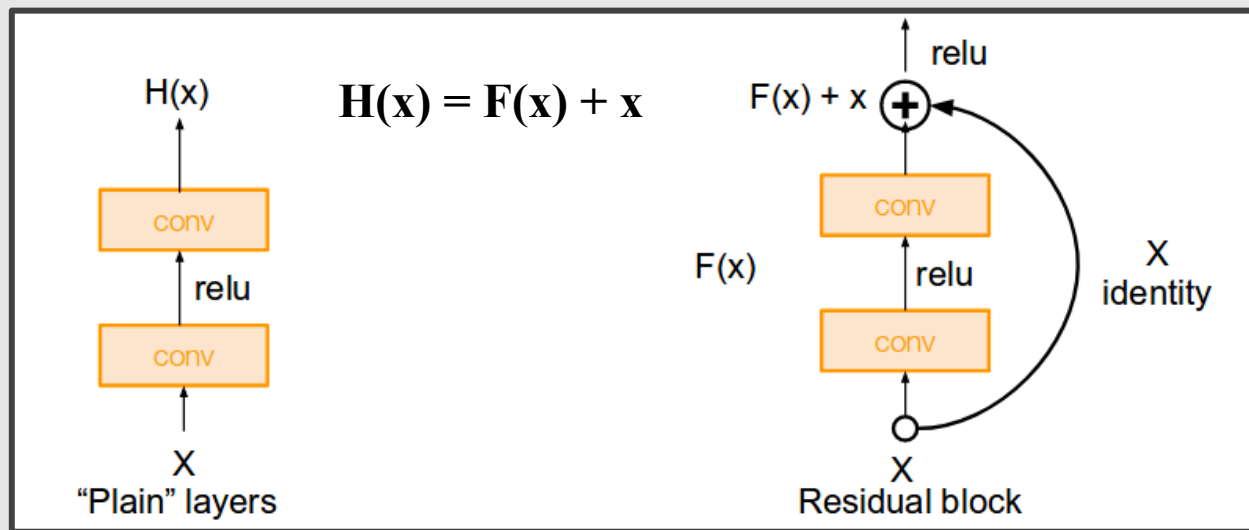 H(x)
conv
relu
conv
X
“Plain” layers
H(x) = F(x) + x
relu
F(x) + x
conv
F(x)
relu
conv
X
identity
X
Residual block